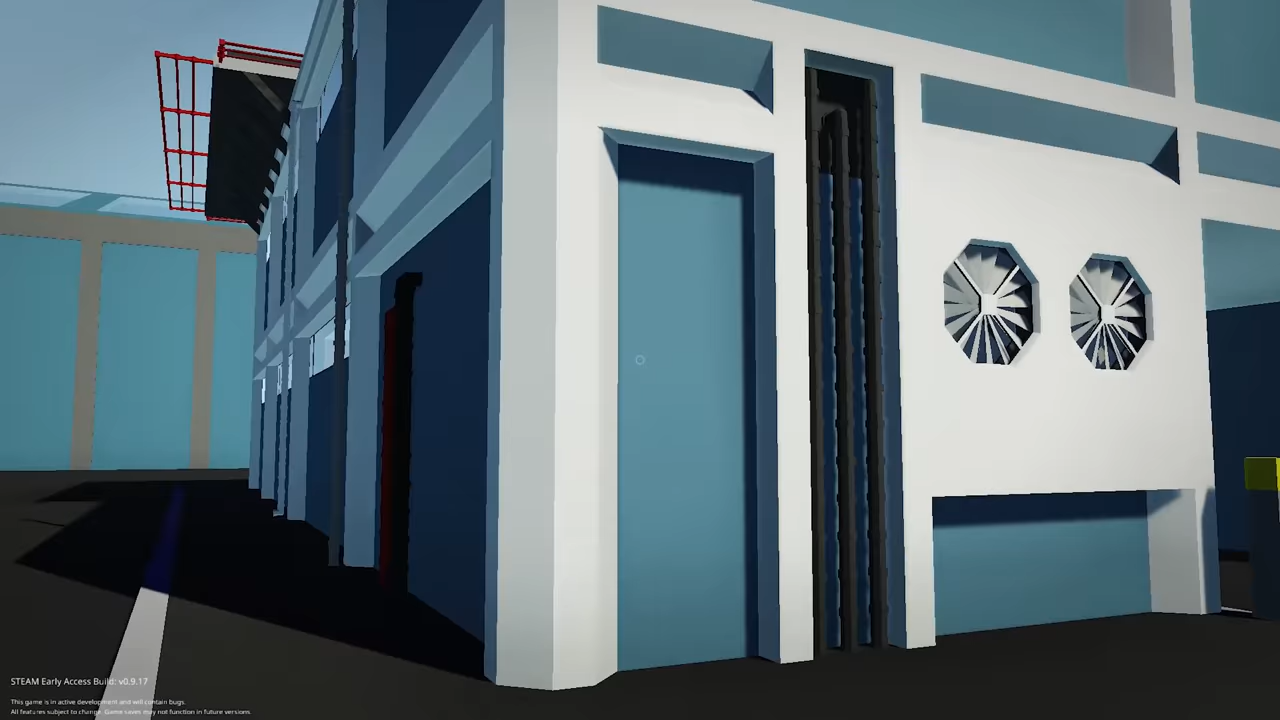 STEAM Early Access Build: v0.9.17
This game is in active development and will contain bugs.
All features subject to change. Game saves may not function in future versions.